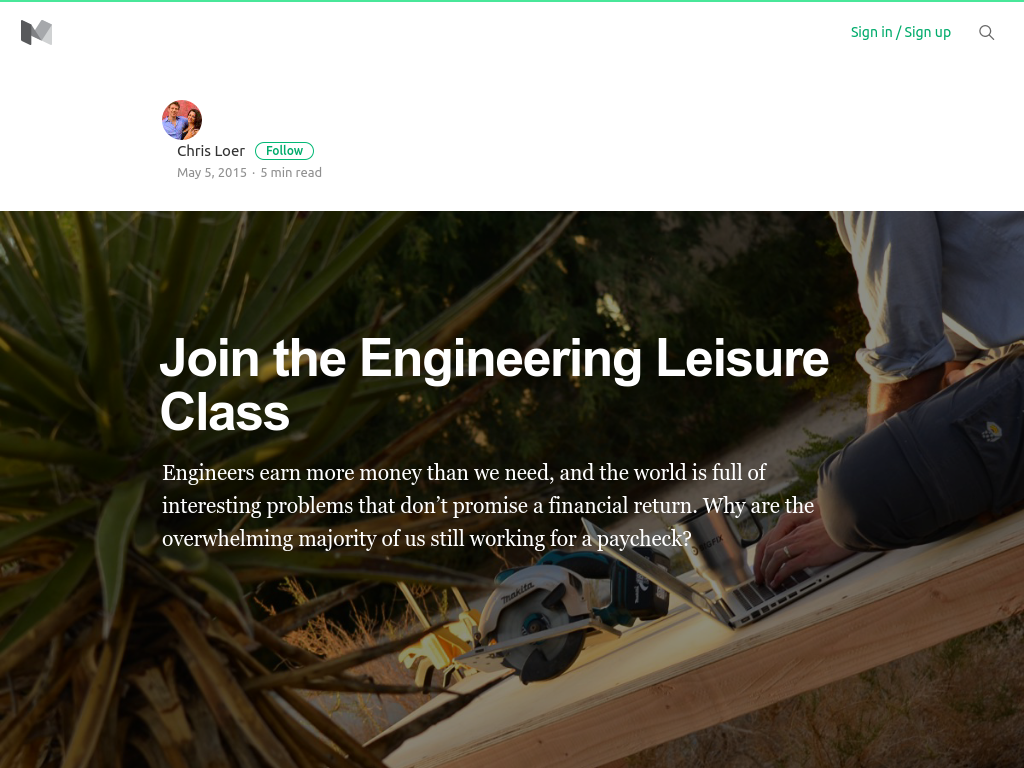 Sign in / Sign up
Chris Loer Follow
May 5, 2015 · 5 min read
Join the Engineering Leisure
Class
Engineers earn more money than we need, and the world is full of
interesting problems that don’t promise a financial return. Why are the
overwhelming majority of us still working for a paycheck?
makita